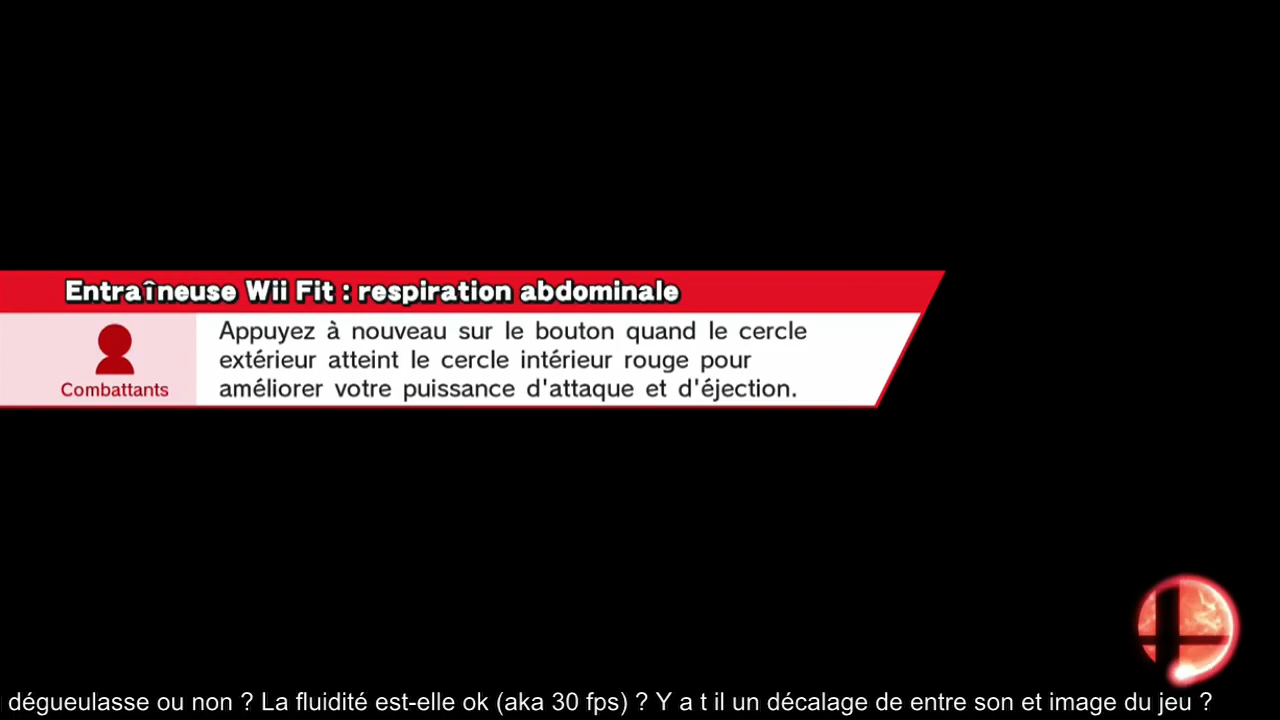 Entraîneuse Wii Fit : respiration abdominale
Appuyez à nouveau sur le bouton quand le cercle
extérieur atteint le cercle intérieur rouge pour
améliorer votre puissance d'attaque et d'éjection.
Combattants
dégueulasse ou non ? La fluidité est-elle ok (aka 30 fps) ? Y a t il un décalage de entre son et image du jeu ?